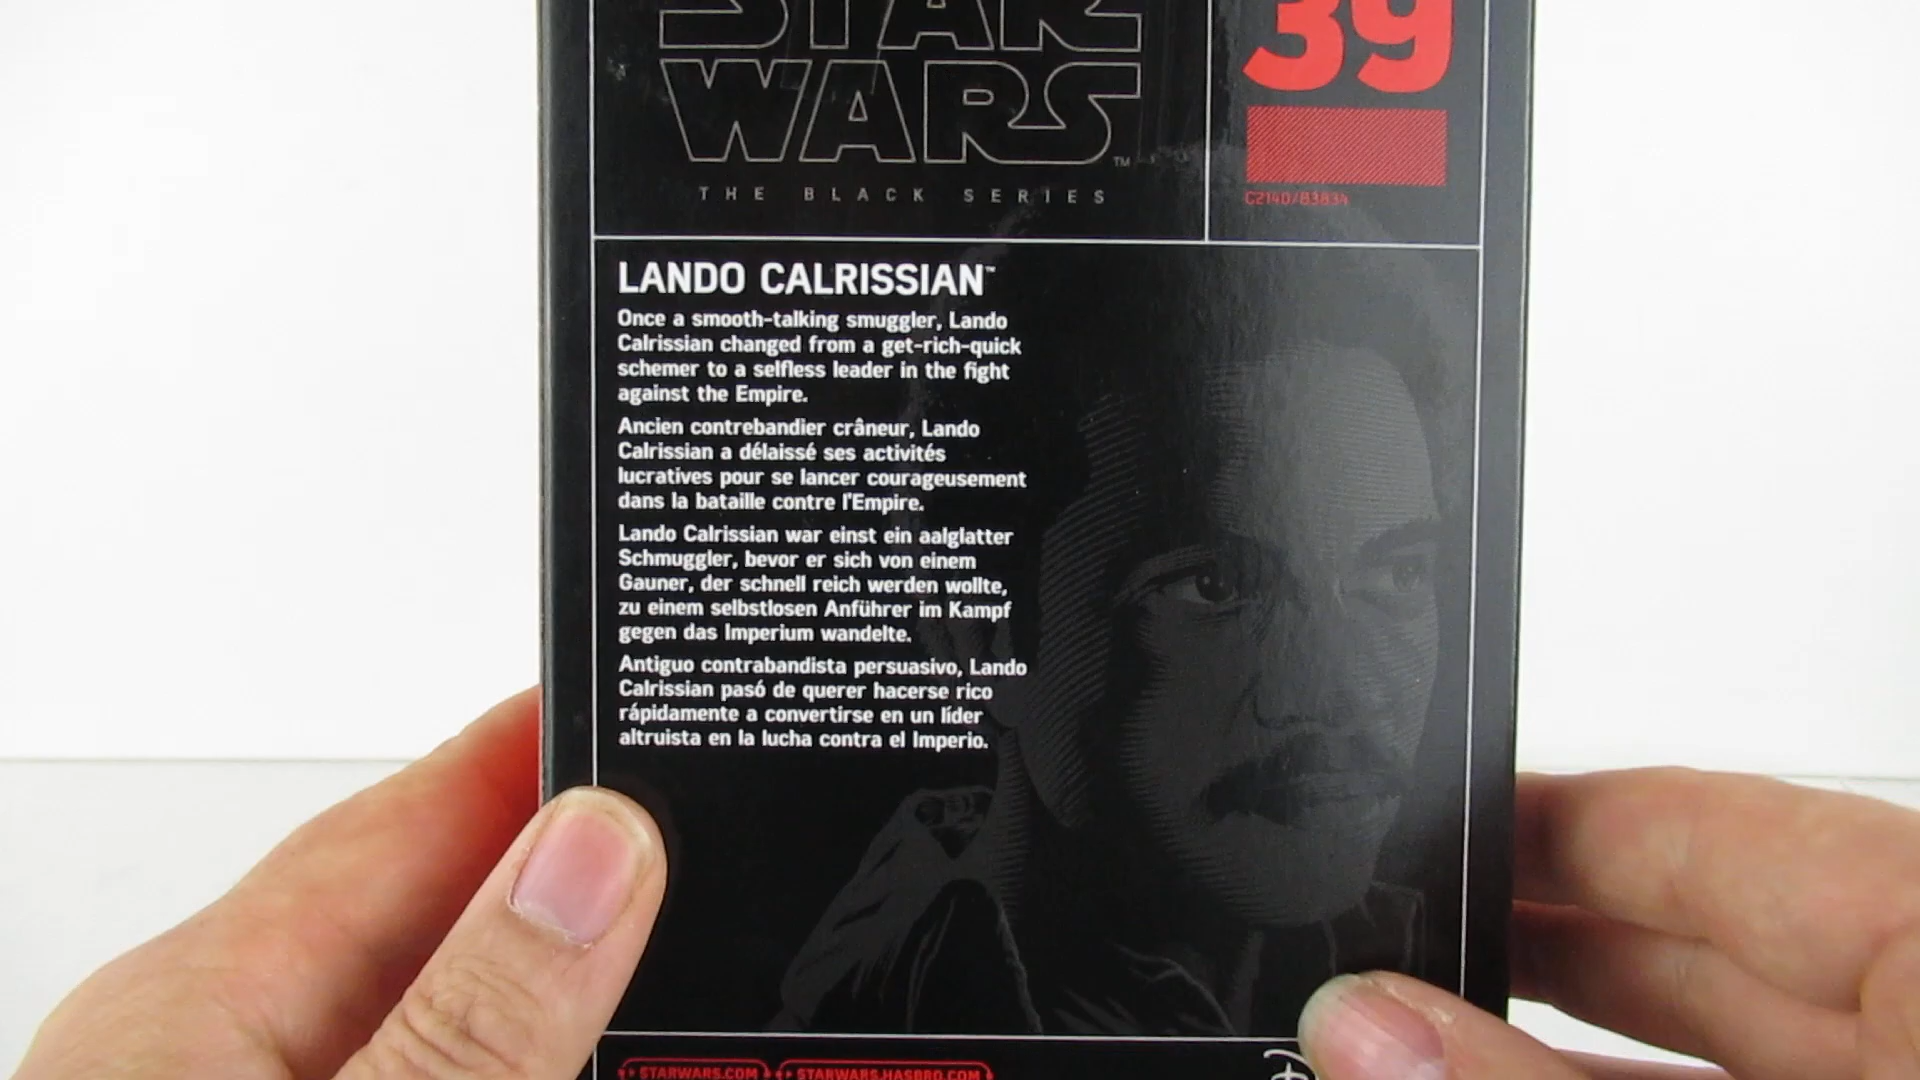 STAR
WARS™
THE BLACK SERIES
39
C2140/B3834
LANDO CALRISSIAN™
Once a smooth-talking smuggler, Lando
Calrissian changed from a get-rich-quick
schemer to a selfless leader in the fight
against the Empire.
Ancien contrebandier crâneur, Lando
Calrissian a délaissé ses activités
lucratives pour se lancer courageusement
dans la bataille contre l'Empire.
Lando Calrissian war einst ein aalglatter
Schmuggler, bevor er sich von einem
Gauner, der schnell reich werden wollte,
zu einem selbstlosen Anführer im Kampf
gegen das Imperium wandelte.
Antiguo contrabandista persuasivo, Lando
Calrissian pasó de querer hacerse rico
rápidamente a convertirse en un líder
altruista en la lucha contra el Imperio.
STARWARS.COM
STARWARS.HASBRO.COM